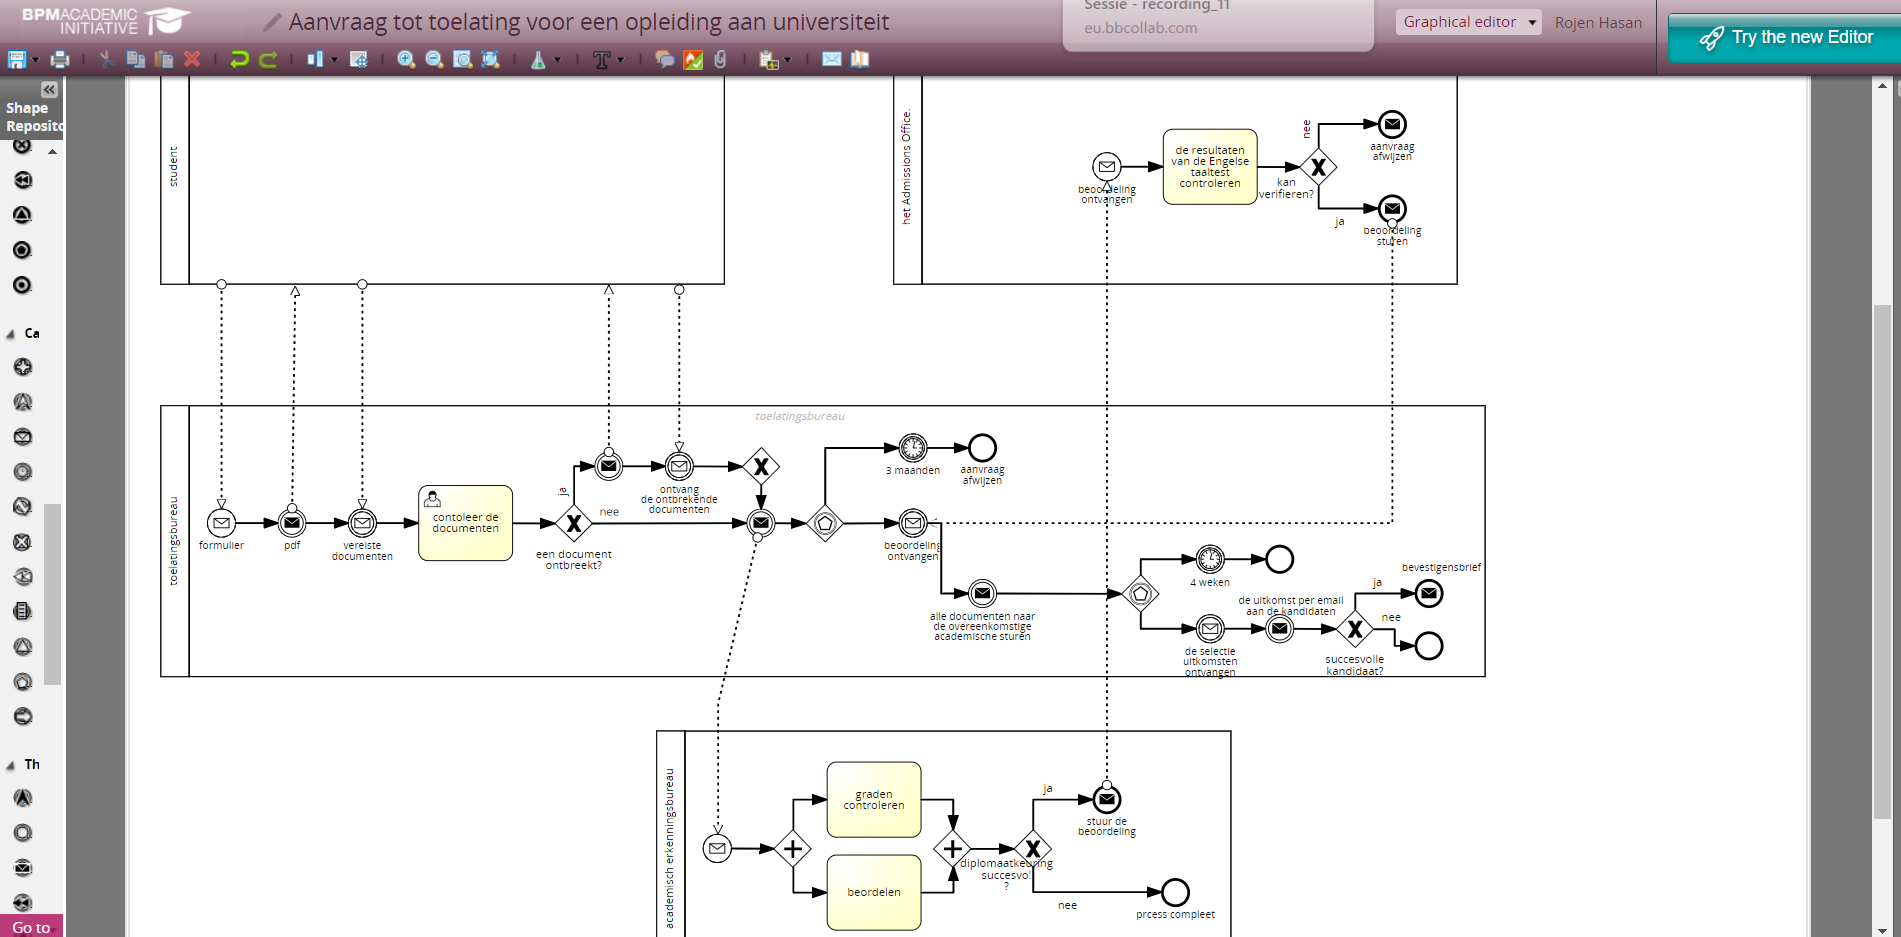 BPMACADEMIC
INITIATIVE
Aanvraag tot toelating voor een opleiding aan universiteit
Sessie - recording_11
eu.bbcollab.com
Graphical editor
Rojen Hasan
Try the new Editor
Shape
Reposito
Ca
Th
Go to
student
het Admissions Office.
beoordeling
ontvangen
de resultaten
van de Engelse
taaltest
controleren
kan
verifieren?
nee
aanvraag
afwijzen
ja
beoordeling
sturen
toelatingsbureau
toelatingsbureau
formulier
pdf
vereiste
documenten
contoleer de
documenten
een document
ontbreekt?
ja
nee
ontvang
de ontbrekende
documenten
3 maanden
aanvraag
afwijzen
beoordeling
ontvangen
alle documenten naar
de overeenkomstige
academische sturen
4 weken
de selectie
uitkomsten
ontvangen
de uitkomst per email
aan de kandidaten
succesvolle
kandidaat?
ja
bevestigensbrief
nee
academisch erkenningsbureau
graden
controleren
beordelen
diplomaatkeuring
succesvol
?
ja
stuur de
beoordeling
nee
prcess compleet